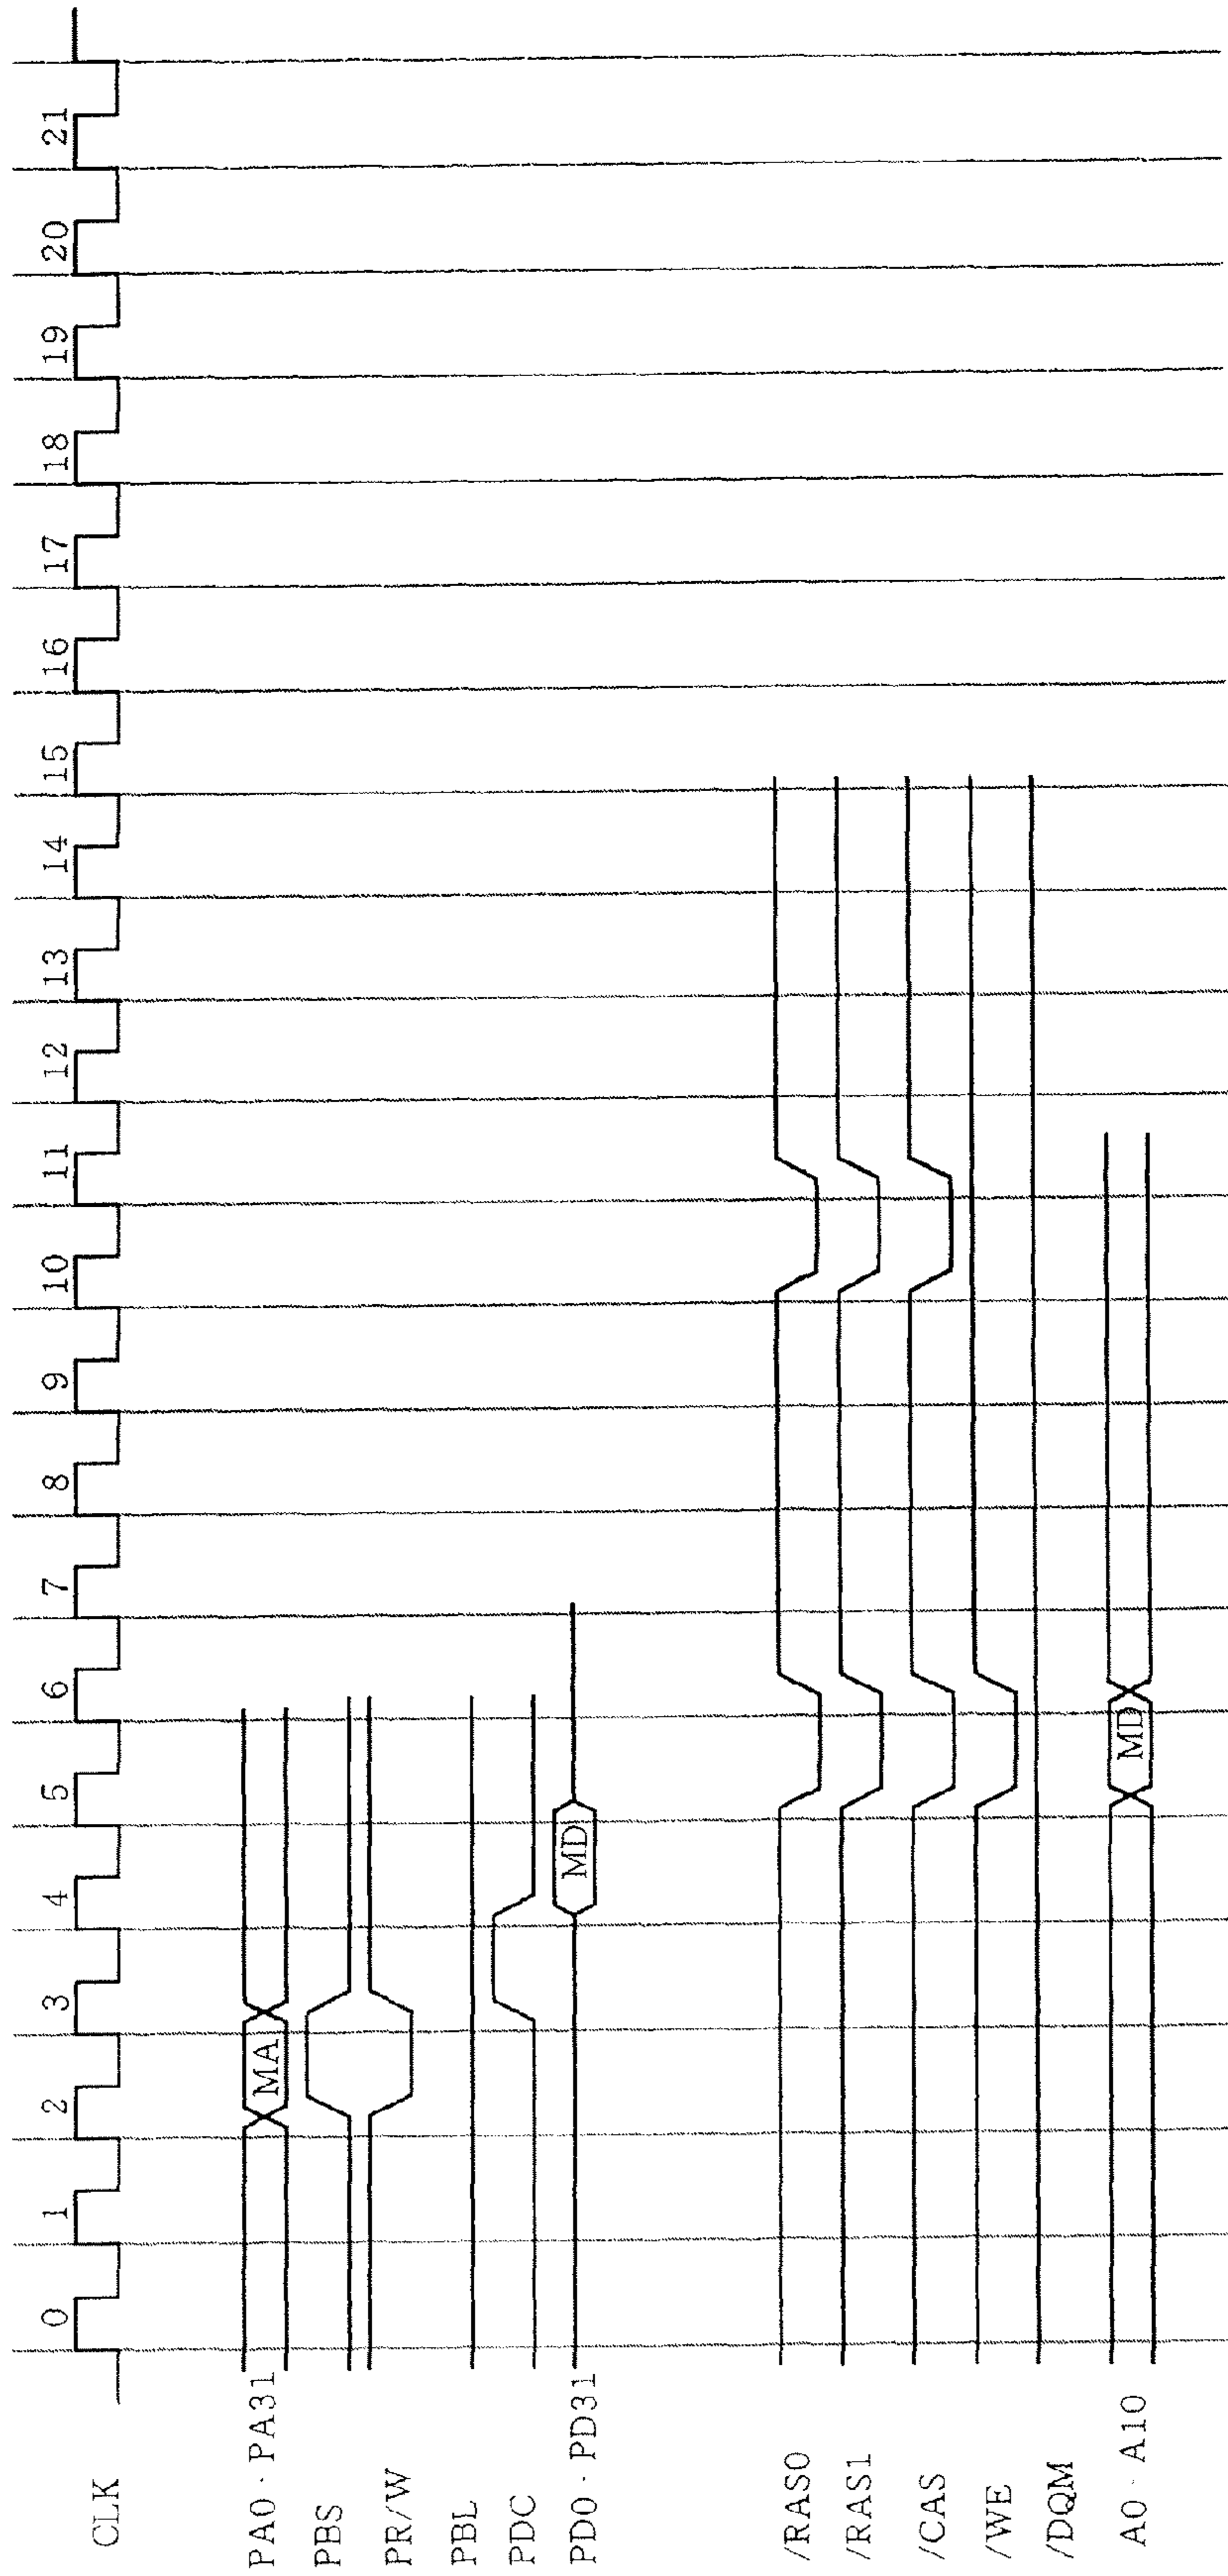 CLK
0 1 2 3 4 5 6 7 8 9 10 11 12 13 14 15 16 17 18 19 20 21
PA0 - PA31
MA
PBS
PR/W
PBL
PDC
PD0 - PD31
MD
/RAS0
/RAS1
/CAS
/WE
/DQM
A0 - A10
MD